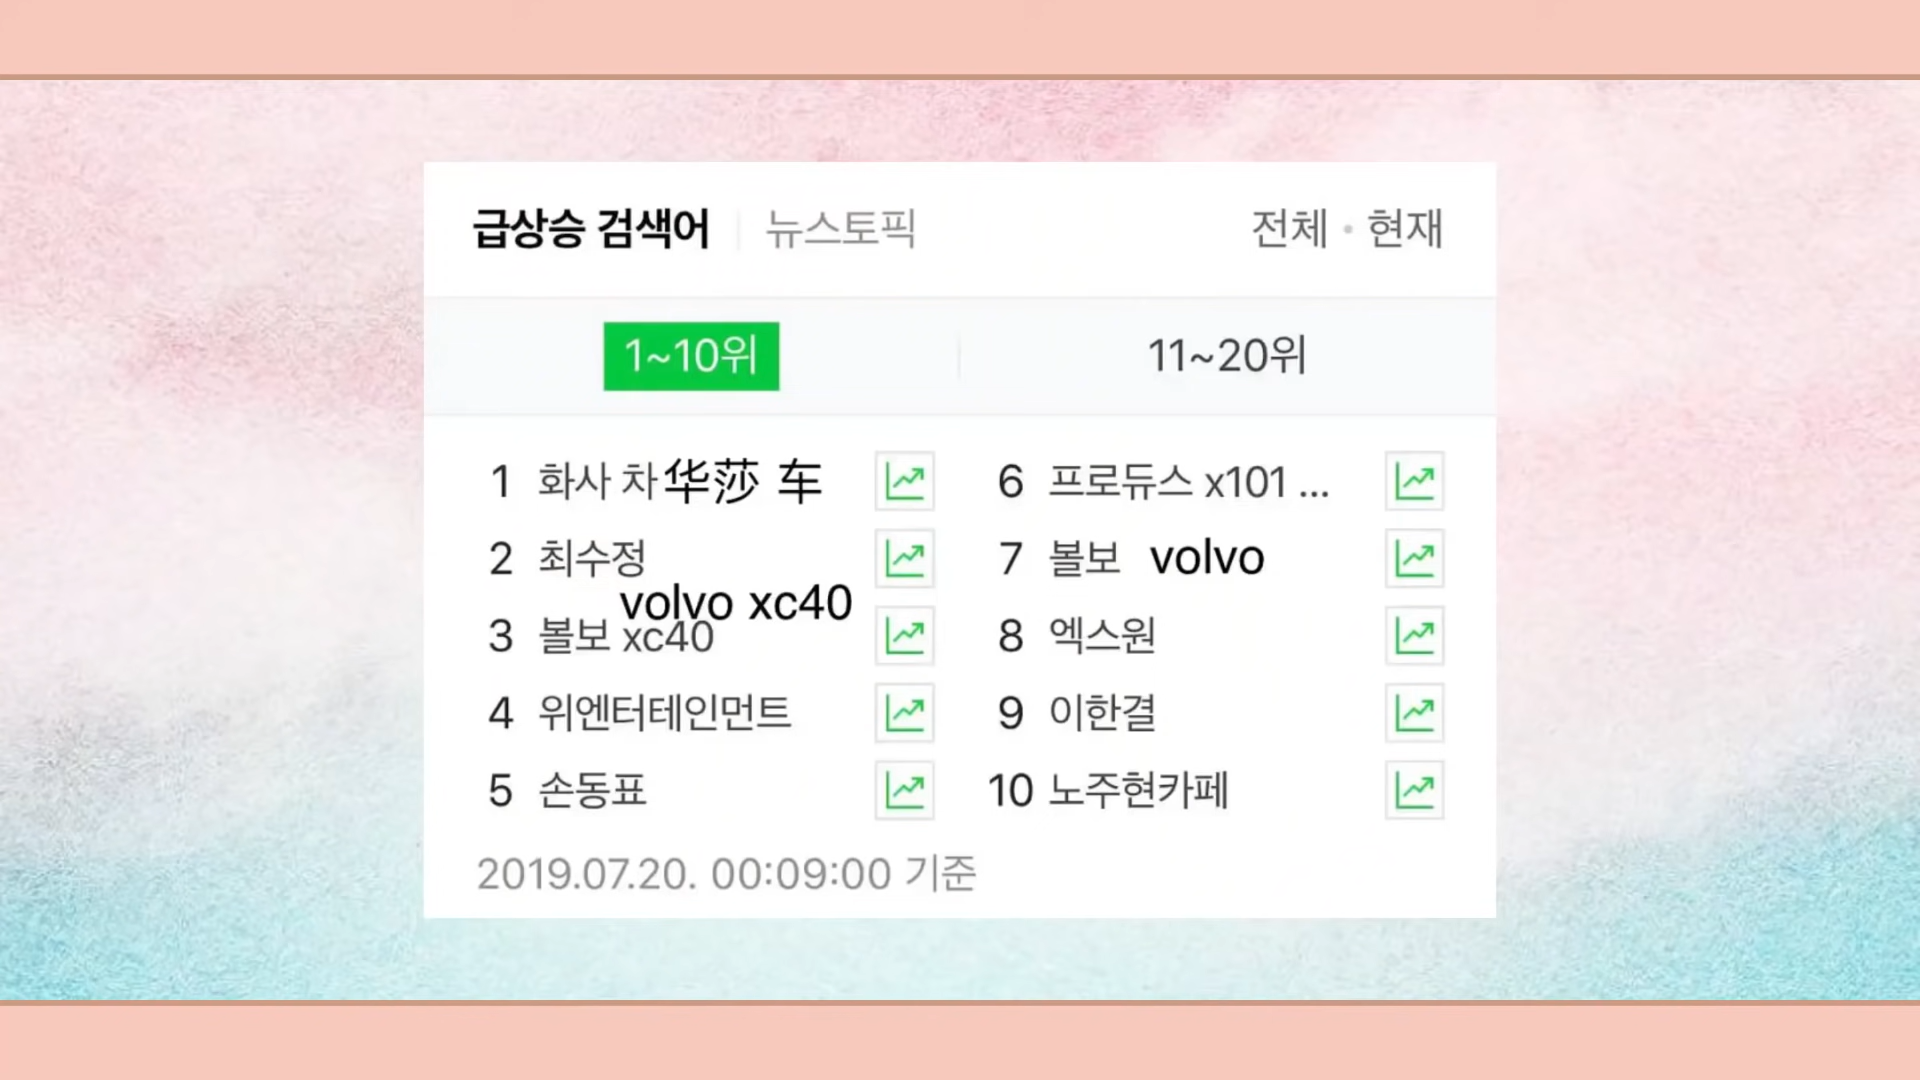 급상승 검색어 뉴스토픽 전체 • 현재
1~10위 11~20위
1 화사 차 华莎 车
2 최수정
volvo xc40
3 볼보 xc40
4 위엔터테인먼트
5 손동표
6 프로듀스 x101 ...
7 볼보 volvo
8 엑스원
9 이한결
10 노주현카페
2019.07.20. 00:09:00 기준